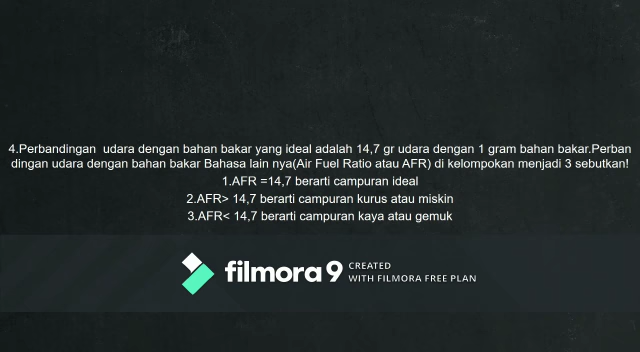 4.Perbandingan  udara dengan bahan bakar yang ideal adalah 14,7 gr udara dengan 1 gram bahan bakar.Perban
dingan udara dengan bahan bakar Bahasa lain nya(Air Fuel Ratio atau AFR) di kelompokan menjadi 3 sebutkan!
1.AFR =14,7 berarti campuran ideal
2.AFR> 14,7 berarti campuran kurus atau miskin
3.AFR< 14,7 berarti campuran kaya atau gemuk
filmora9 CREATED
WITH FILMORA FREE PLAN